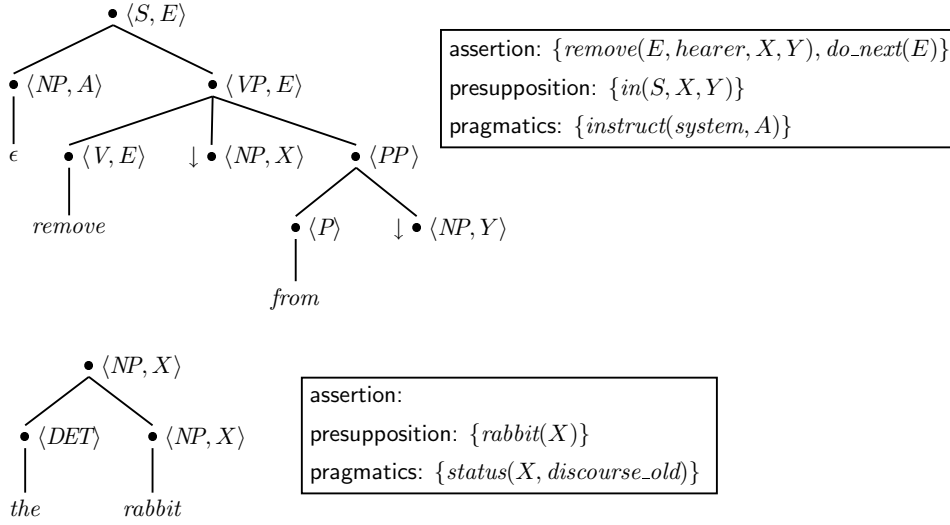 • ⟨S, E⟩
assertion: {remove(E, hearer, X, Y), do_next(E)}
presupposition: {in(S, X, Y)}
pragmatics: {instruct(system, A)}
• ⟨NP, A⟩ • ⟨VP, E⟩
ϵ • ⟨V, E⟩ ↓ • ⟨NP, X⟩ • ⟨PP⟩
remove • ⟨P⟩ ↓ • ⟨NP, Y⟩
from
• ⟨NP, X⟩
assertion:
presupposition: {rabbit(X)}
pragmatics: {status(X, discourse_old)}
• ⟨DET⟩ • ⟨NP, X⟩
the rabbit